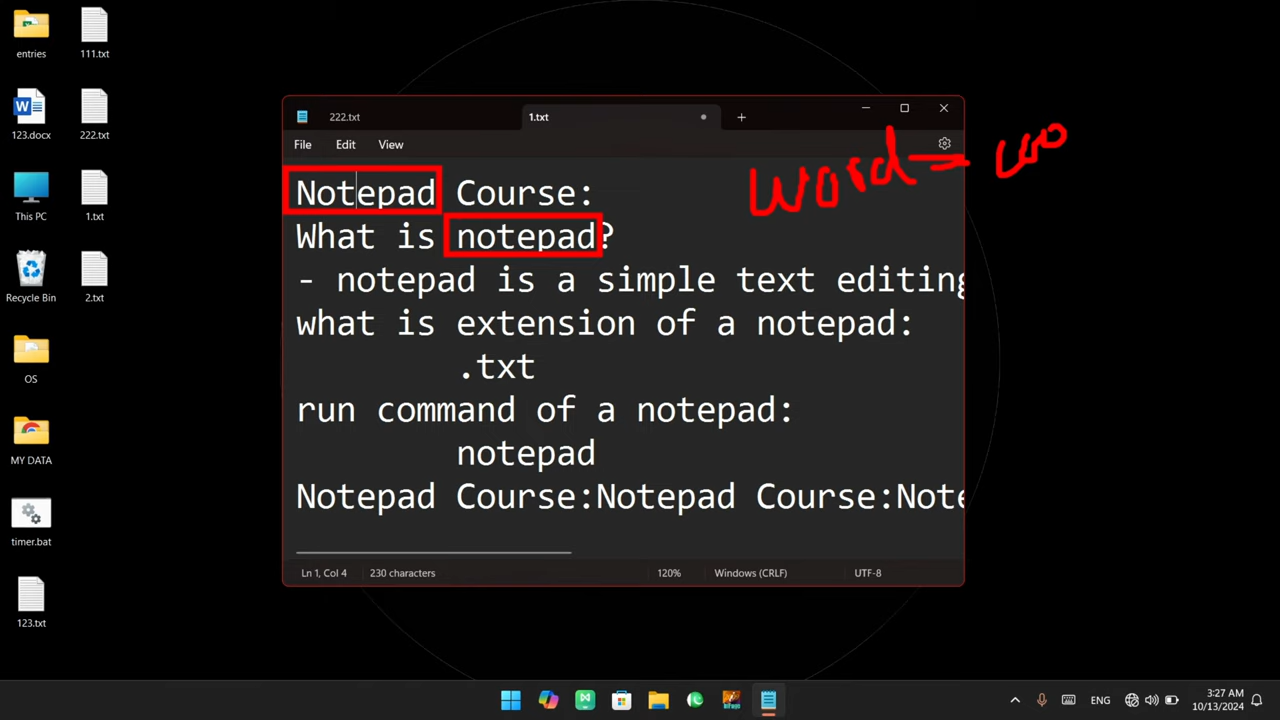 entries
111.txt
123.docx
222.txt
This PC
1.txt
Recycle Bin
2.txt
OS
MY DATA
timer.bat
123.txt
222.txt
1.txt
File Edit View
Word =
Notepad Course:
What is notepad?
- notepad is a simple text editing
what is extension of a notepad:
.txt
run command of a notepad:
notepad
Notepad Course:Notepad Course:Note
Ln 1, Col 4 230 characters 120% Windows (CRLF) UTF-8
ENG 3:27 AM
10/13/2024